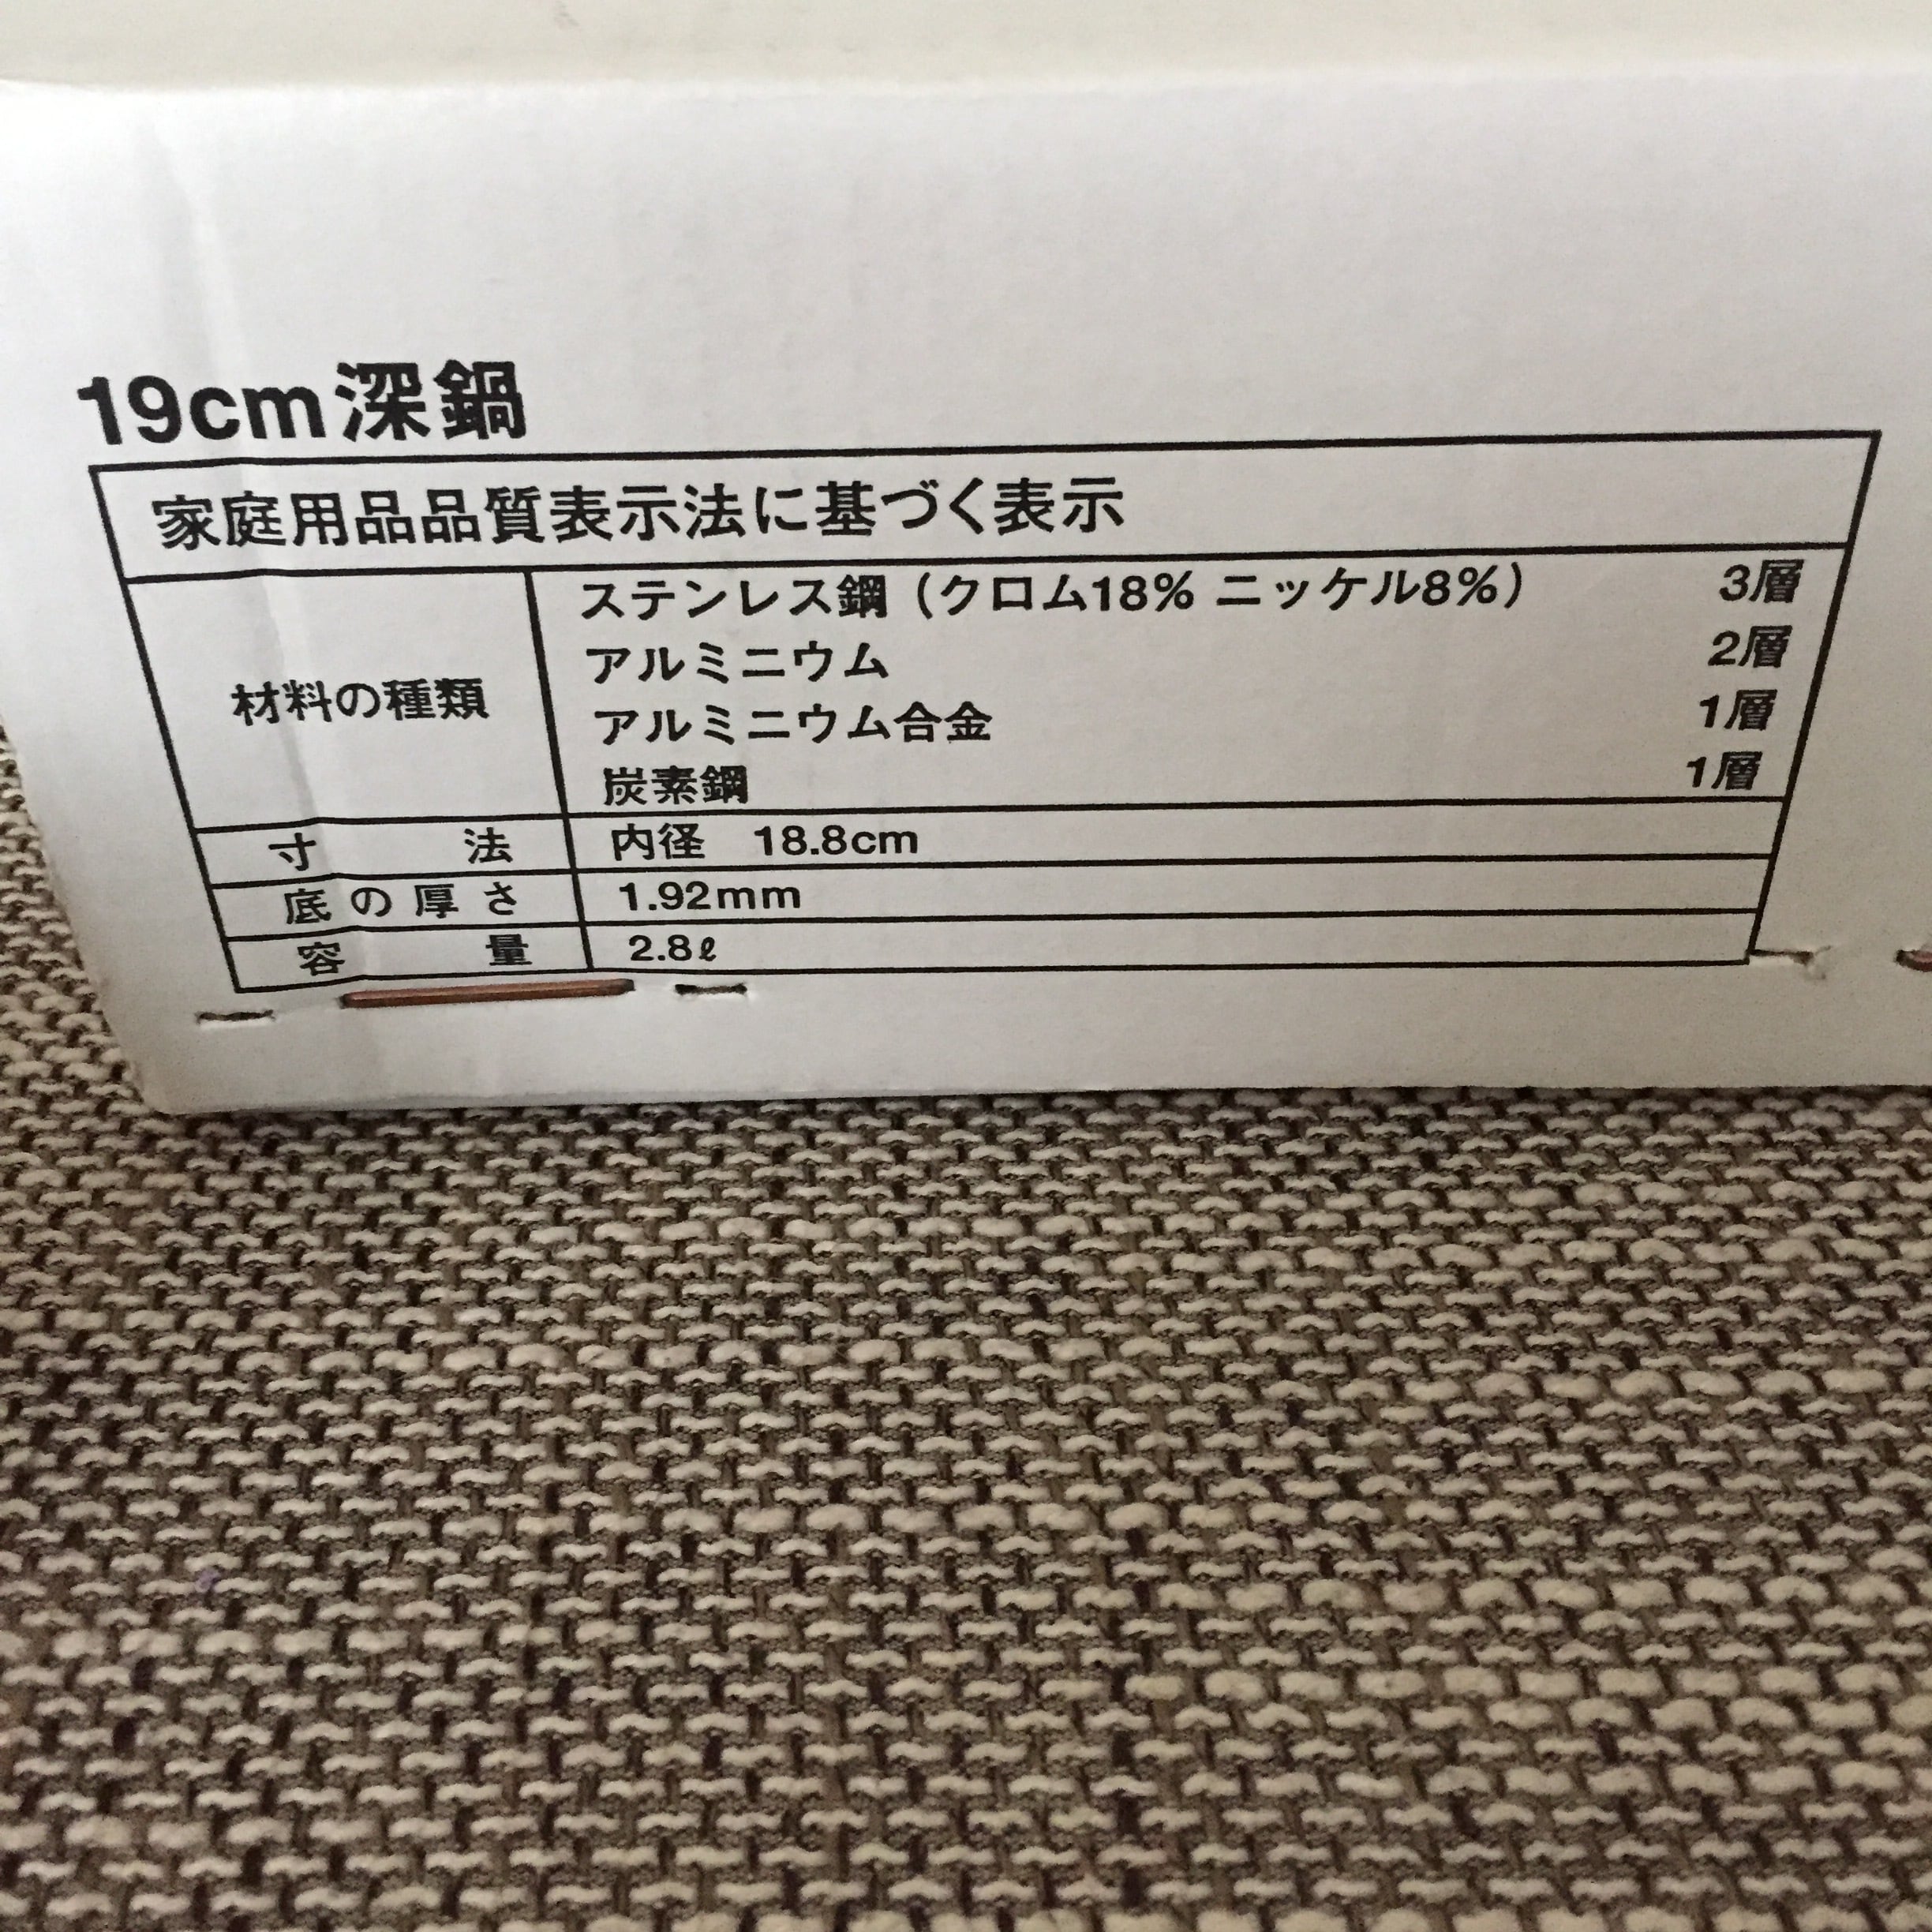 19cm深鍋
家庭用品品質表示法に基づく表示
材料の種類
ステンレス鋼（クロム18% ニッケル8%） 3層
アルミニウム 2層
アルミニウム合金 1層
炭素鋼 1層
寸法 内径 18.8cm
底の厚さ 1.92mm
容量 2.8ℓ